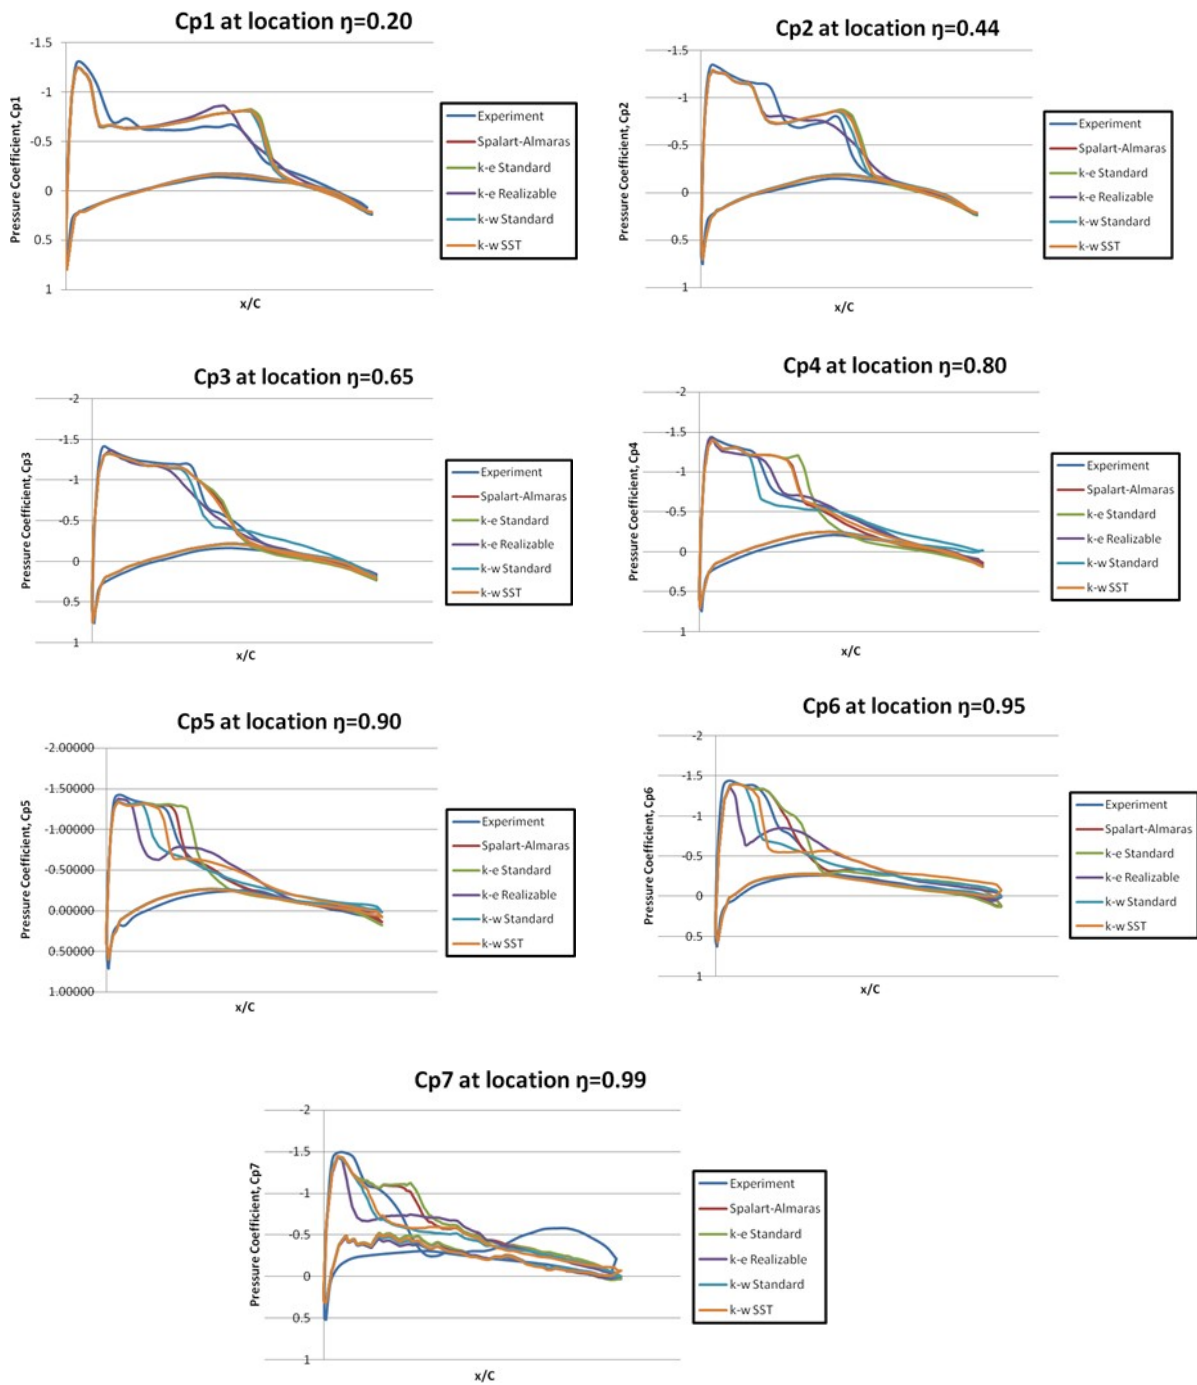 Cp1 at location ŋ=0.20
-1.5
-1
-0.5
0
0.5
1
Pressure Coefficient, Cp1
x/C
Experiment
Spalart-Almaras
k-e Standard
k-e Realizable
k-w Standard
k-w SST
Cp2 at location ŋ=0.44
-1.5
-1
-0.5
0
0.5
1
Pressure Coefficient, Cp2
x/C
Experiment
Spalart-Almaras
k-e Standard
k-e Realizable
k-w Standard
k-w SST
Cp3 at location ŋ=0.65
-2
-1.5
-1
-0.5
0
0.5
1
Pressure Coefficient, Cp3
x/C
Experiment
Spalart-Almaras
k-e Standard
k-e Realizable
k-w Standard
k-w SST
Cp4 at location ŋ=0.80
-2
-1.5
-1
-0.5
0
0.5
1
Pressure Coefficient, Cp4
x/C
Experiment
Spalart-Almaras
k-e Standard
k-e Realizable
k-w Standard
k-w SST
Cp5 at location ŋ=0.90
-2.00000
-1.50000
-1.00000
-0.50000
0.00000
0.50000
1.00000
Pressure Coefficient, Cp5
x/C
Experiment
Spalart-Almaras
k-e Standard
k-e Realizable
k-w Standard
k-w SST
Cp6 at location ŋ=0.95
-2
-1.5
-1
-0.5
0
0.5
1
Pressure Coefficient, Cp6
x/C
Experiment
Spalart-Almaras
k-e Standard
k-e Realizable
k-w Standard
k-w SST
Cp7 at location ŋ=0.99
-2
-1.5
-1
-0.5
0
0.5
1
Pressure Coefficient, Cp7
x/C
Experiment
Spalart-Almaras
k-e Standard
k-e Realizable
k-w Standard
k-w SST